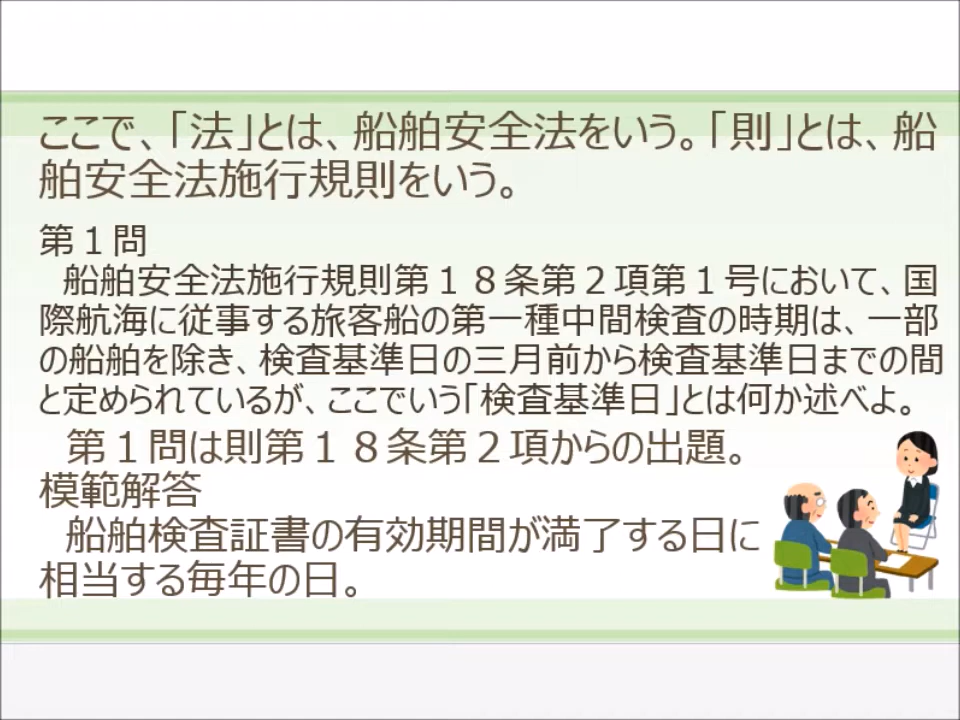 ここで、「法」とは、船舶安全法をいう。「則」とは、船
舶安全法施行規則をいう。
第１問
　船舶安全法施行規則第１８条第２項第１号において、国
際航海に従事する旅客船の第一種中間検査の時期は、一部
の船舶を除き、検査基準日の三月前から検査基準日までの間
と定められているが、ここでいう「検査基準日」とは何か述べよ。
　第１問は則第１８条第２項からの出題。
模範解答
　船舶検査証書の有効期間が満了する日に
相当する毎年の日。